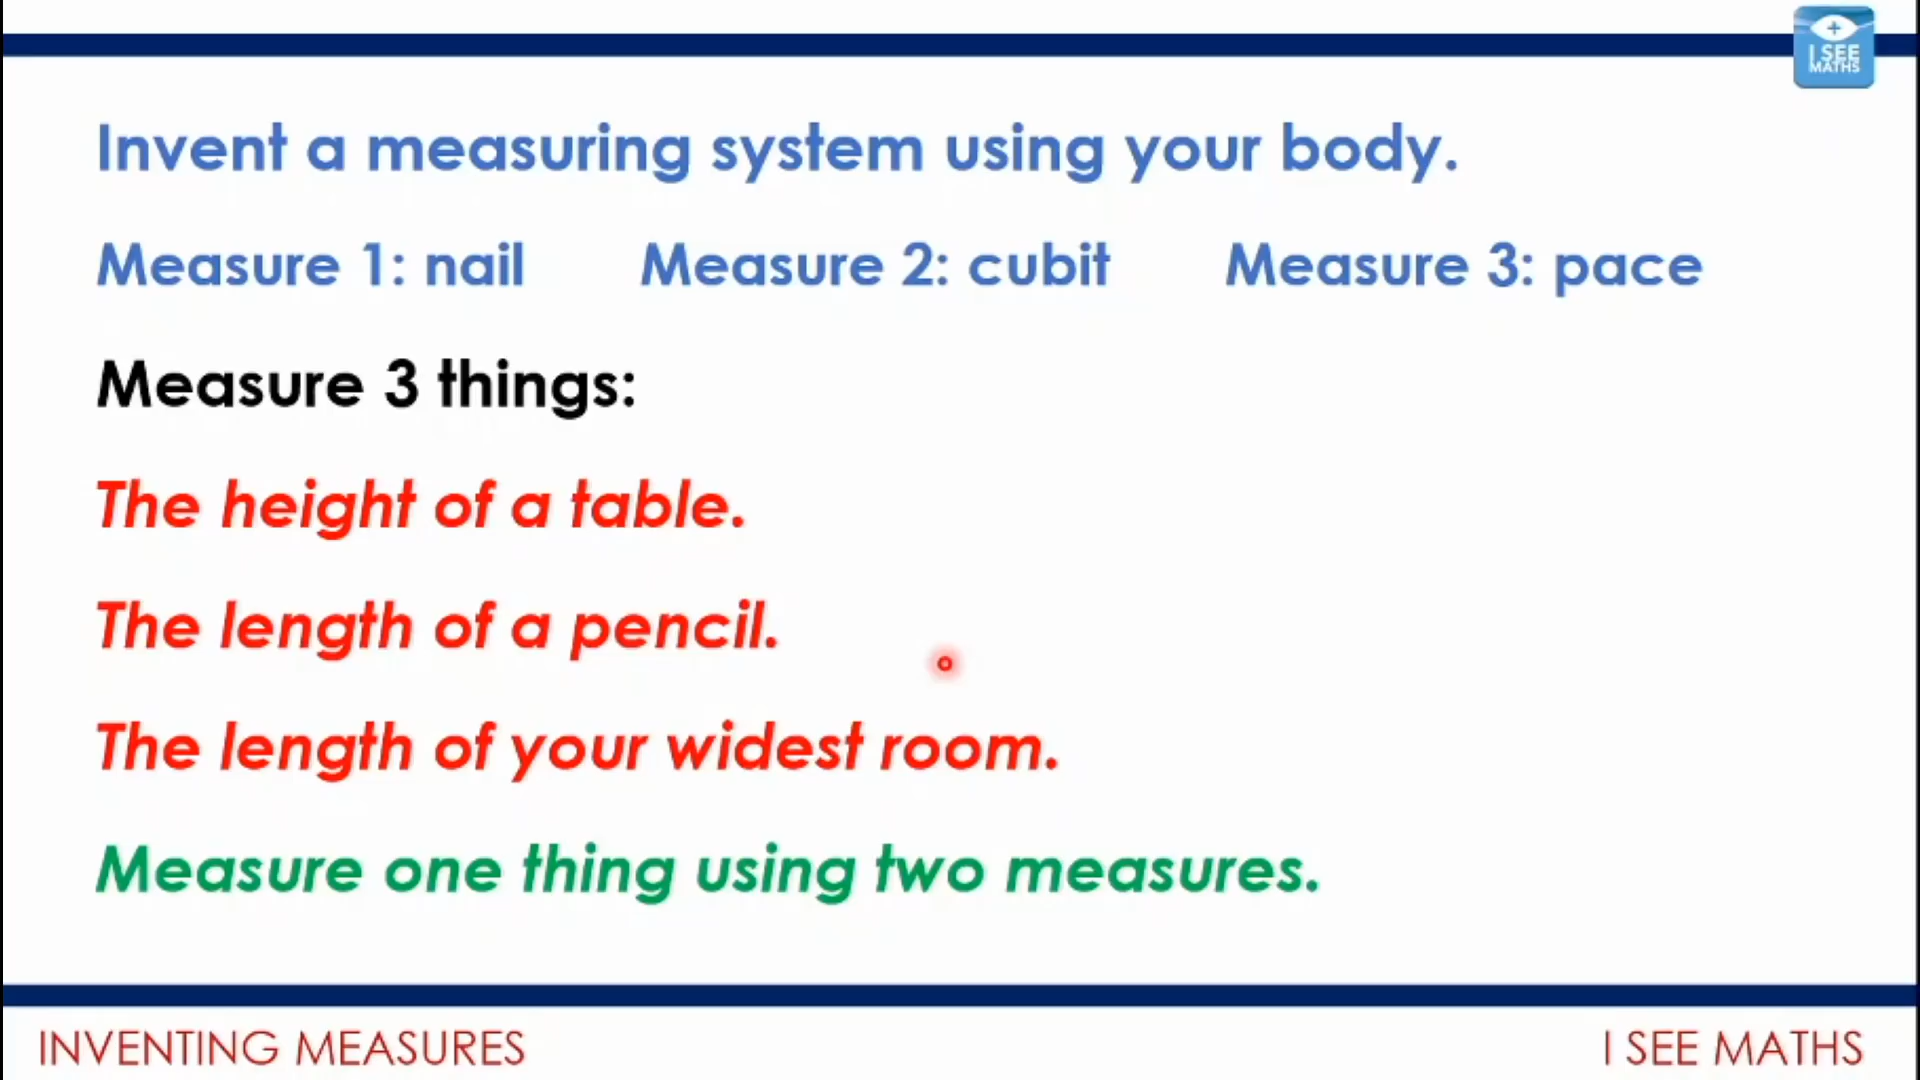 I SEE
MATHS
Invent a measuring system using your body.
Measure 1: nail Measure 2: cubit Measure 3: pace
Measure 3 things:
The height of a table.
The length of a pencil.
The length of your widest room.
Measure one thing using two measures.
INVENTING MEASURES I SEE MATHS